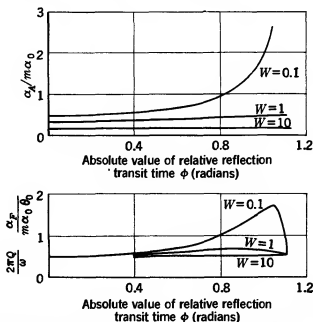 3
2
1
0
α_A/mα_0
W=0.1
W=1
W=10
0.4
0.8
1.2
Absolute value of relative reflection
transit time ϕ (radians)
2
1
0
2πQ/ω α_F/mα_0θ_0
W=0.1
W=1
W=10
0.4
0.8
1.2
Absolute value of relative reflection
transit time ϕ (radians)